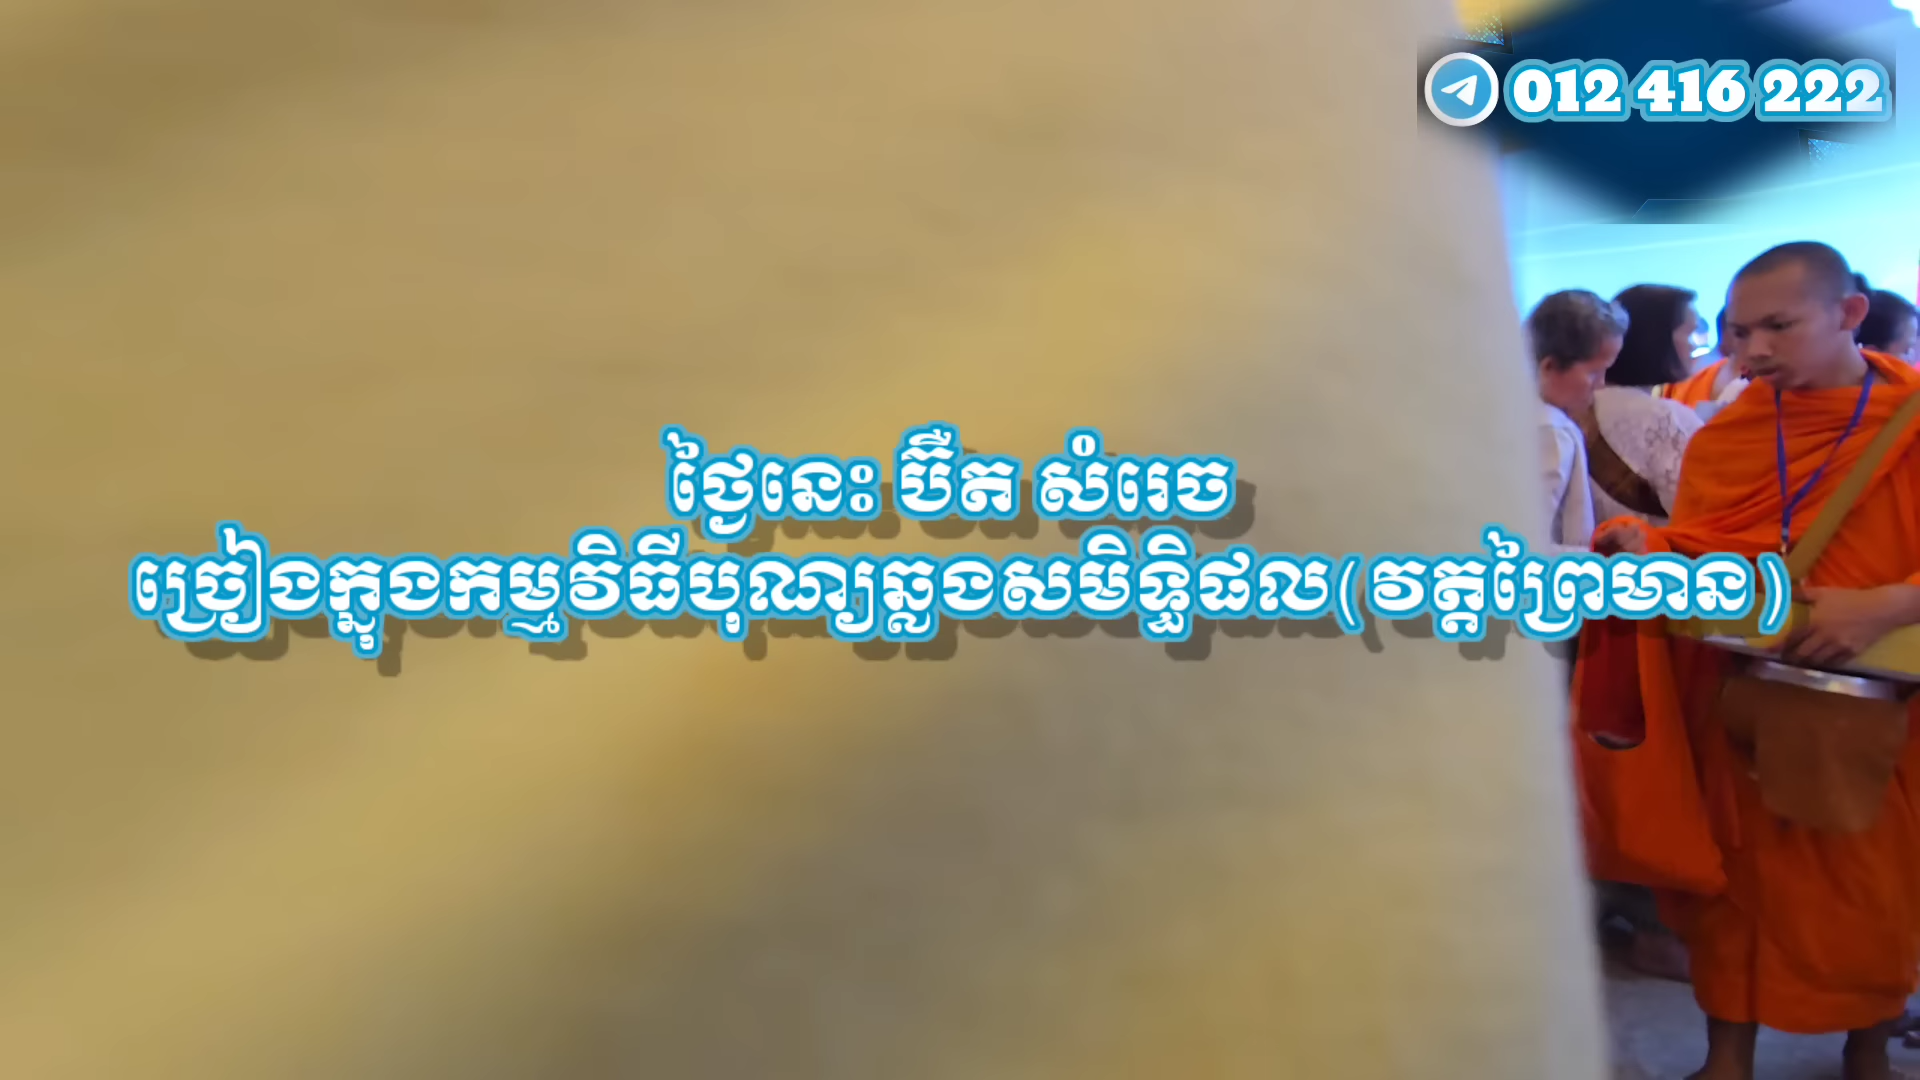 012 416 222
ថ្ងៃនេះ ប៊ឺត សំរេច
ច្រៀងក្នុងកម្មវិធីបុណ្យឆ្លងសមិទ្ធិផល(វត្តព្រៃមាន)